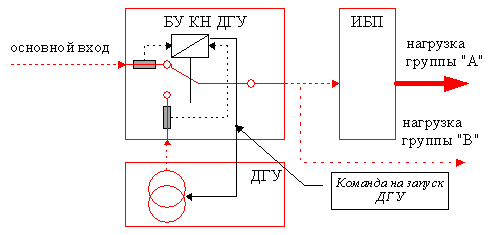 БУ КН ДГУ
ИБП
основной вход
нагрузка
группы "А"
нагрузка
группы "В"
ДГУ
Команда на запуск
ДГУ